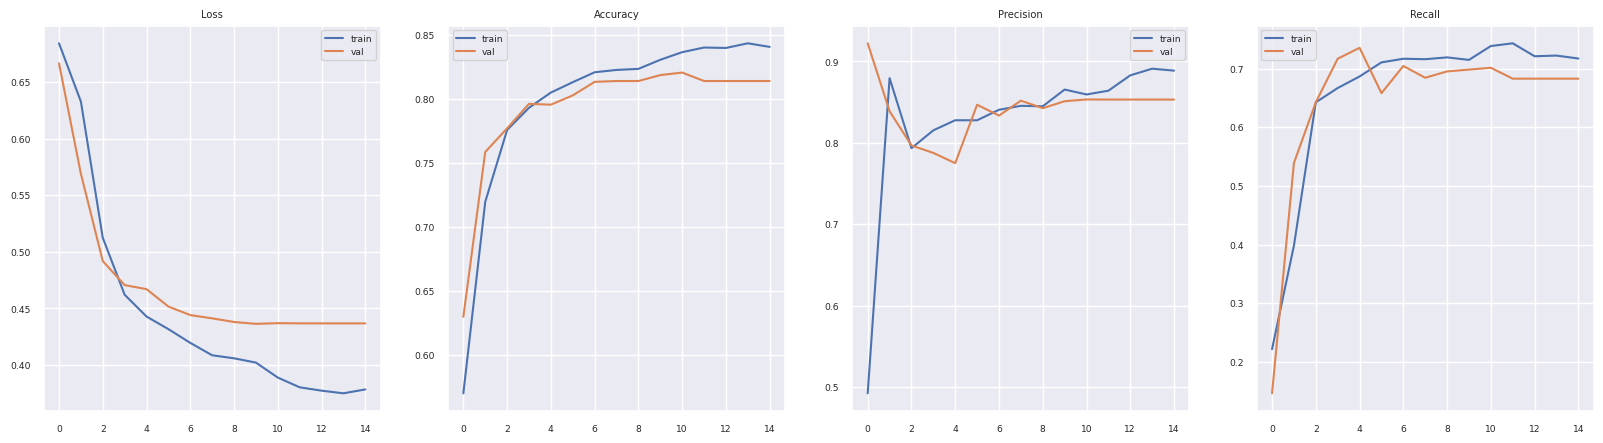 Loss
train
val
0.65
0.60
0.55
0.50
0.45
0.40
0 2 4 6 8 10 12 14
Accuracy
train
val
0.85
0.80
0.75
0.70
0.65
0.60
0 2 4 6 8 10 12 14
Precision
train
val
0.9
0.8
0.7
0.6
0.5
0 2 4 6 8 10 12 14
Recall
train
val
0.7
0.6
0.5
0.4
0.3
0.2
0 2 4 6 8 10 12 14